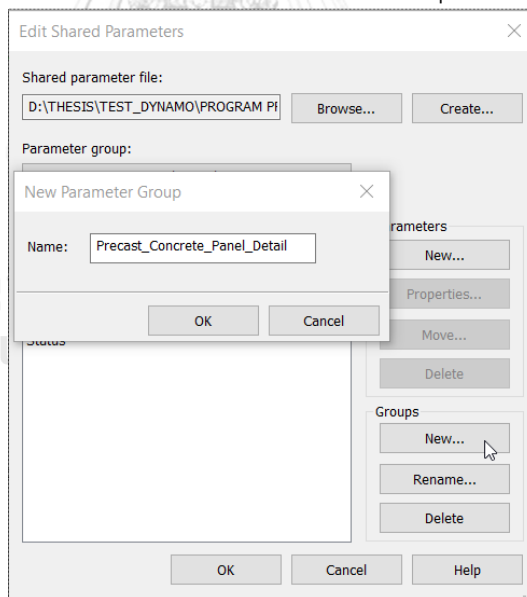 Edit Shared Parameters
Shared parameter file:
D:\THESIS\TEST_DYNAMO\PROGRAM
Browse...
Create...
Parameter group:
New Parameter Group
Name:
Precast_Concrete_Panel_Detail
OK
Cancel
Status
rameters
New...
Properties...
Move...
Delete
Groups
New...
Rename...
Delete
OK
Cancel
Help